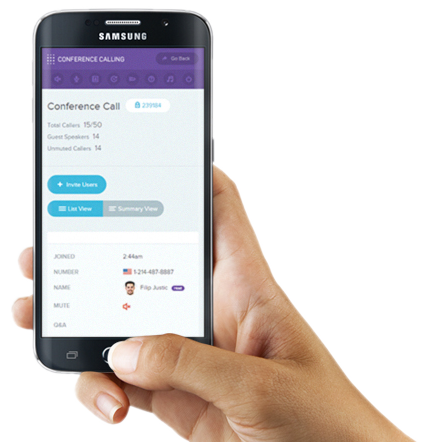 SAMSUNG
CONFERENCE CALLING
Go Back
Conference Call 239184
Total Callers 15/50
Guest Speakers 14
Unmuted Callers 14
+ Invite Users
List View Summary View
JOINED 2:44am
NUMBER 1-214-487-8887
NAME Filip Justic Host
MUTE
Q&A